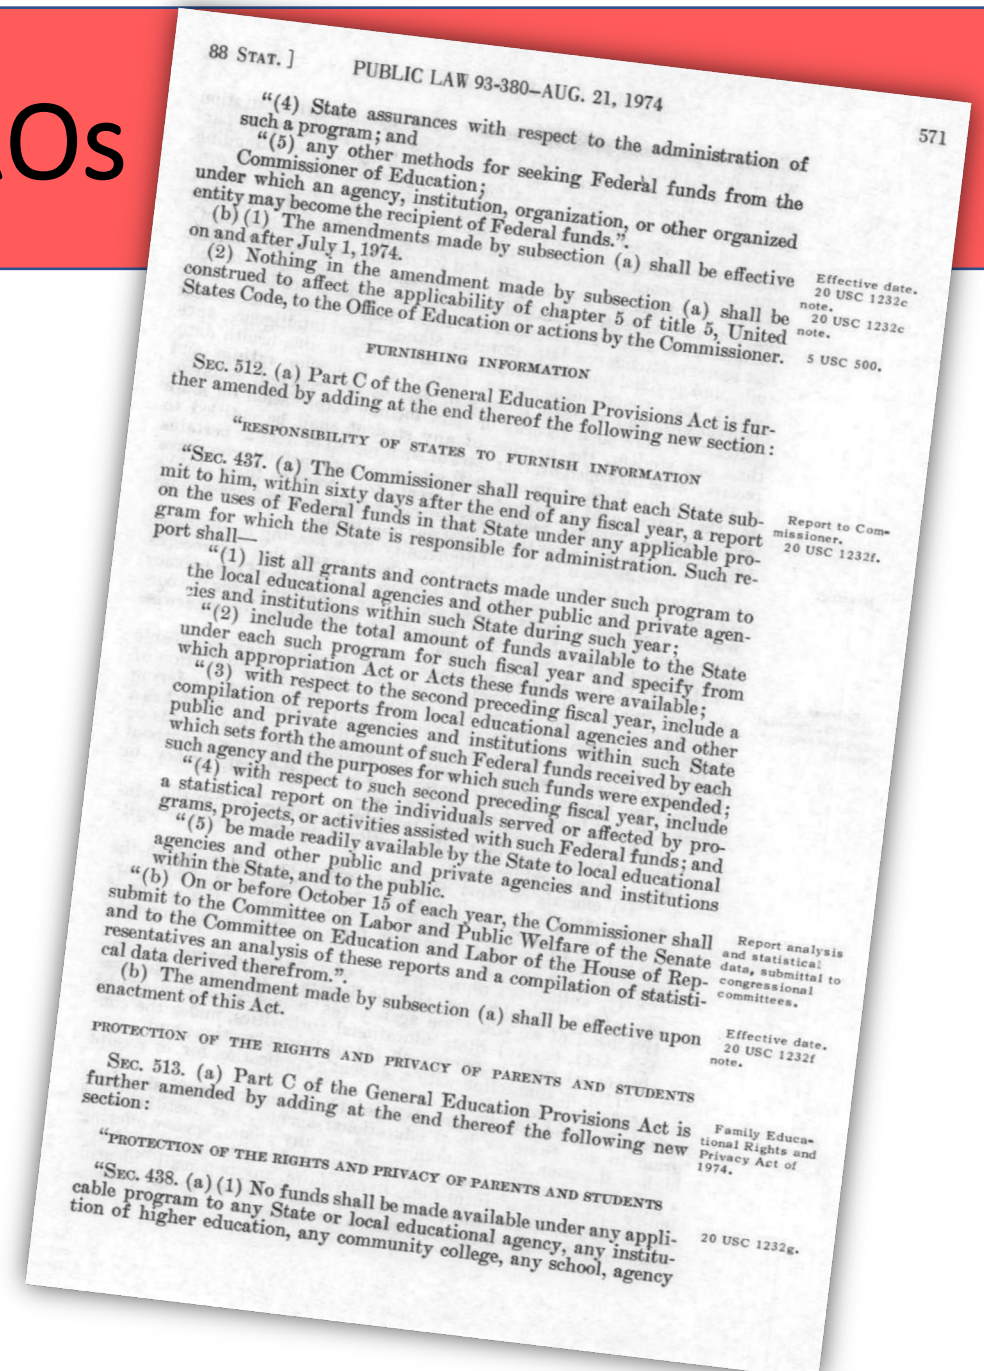 Os
88 STAT. ]
PUBLIC LAW 93-380—AUG. 21, 1974
571
“(4) State assurances with respect to the administration of
such a program; and
“(5) any other methods for seeking Federal funds from the
Commissioner of Education;
under which an agency, institution, organization, or other organized
entity may become the recipient of Federal funds.”.
(b)(1) The amendments made by subsection (a) shall be effective
on and after July 1, 1974.
(2) Nothing in the amendment made by subsection (a) shall be
construed to affect the applicability of chapter 5 of title 5, United
States Code, to the Office of Education or actions by the Commissioner.
Effective date.
20 USC 1232c
note.
20 USC 1232c
note.
5 USC 500.
FURNISHING INFORMATION
SEC. 512. (a) Part C of the General Education Provisions Act is fur-
ther amended by adding at the end thereof the following new section:
“RESPONSIBILITY OF STATES TO FURNISH INFORMATION
“SEC. 437. (a) The Commissioner shall require that each State sub-
mit to him, within sixty days after the end of any fiscal year, a report
on the uses of Federal funds in that State under any applicable pro-
gram for which the State is responsible for administration. Such re-
port shall—
Report to Com-
missioner.
20 USC 1232f.
“(1) list all grants and contracts made under such program to
the local educational agencies and other public and private agen-
cies and institutions within such State during such year;
“(2) include the total amount of funds available to the State
under each such program for such fiscal year and specify from
which appropriation Act or Acts these funds were available;
“(3) with respect to the second preceding fiscal year, include a
compilation of reports from local educational agencies and other
public and private agencies and institutions within such State
which sets forth the amount of such Federal funds received by each
such agency and the purposes for which such funds were expended;
“(4) with respect to such second preceding fiscal year, include
a statistical report on the individuals served or affected by pro-
grams, projects, or activities assisted with such Federal funds; and
“(5) be made readily available by the State to local educational
agencies and other public and private agencies and institutions
within the State, and to the public.
“(b) On or before October 15 of each year, the Commissioner shall
submit to the Committee on Labor and Public Welfare of the Senate
and to the Committee on Education and Labor of the House of Rep-
resentatives an analysis of these reports and a compilation of statisti-
cal data derived therefrom.”.
Report analysis
and statistical
data, submittal to
congressional
committees.
(b) The amendment made by subsection (a) shall be effective upon
enactment of this Act.
Effective date.
20 USC 1232f
note.
PROTECTION OF THE RIGHTS AND PRIVACY OF PARENTS AND STUDENTS
SEC. 513. (a) Part C of the General Education Provisions Act is
further amended by adding at the end thereof the following new
section:
Family Educa-
tional Rights and
Privacy Act of
1974.
“PROTECTION OF THE RIGHTS AND PRIVACY OF PARENTS AND STUDENTS
“SEC. 438. (a)(1) No funds shall be made available under any appli-
cable program to any State or local educational agency, any institu-
tion of higher education, any community college, any school, agency
20 USC 1232g.